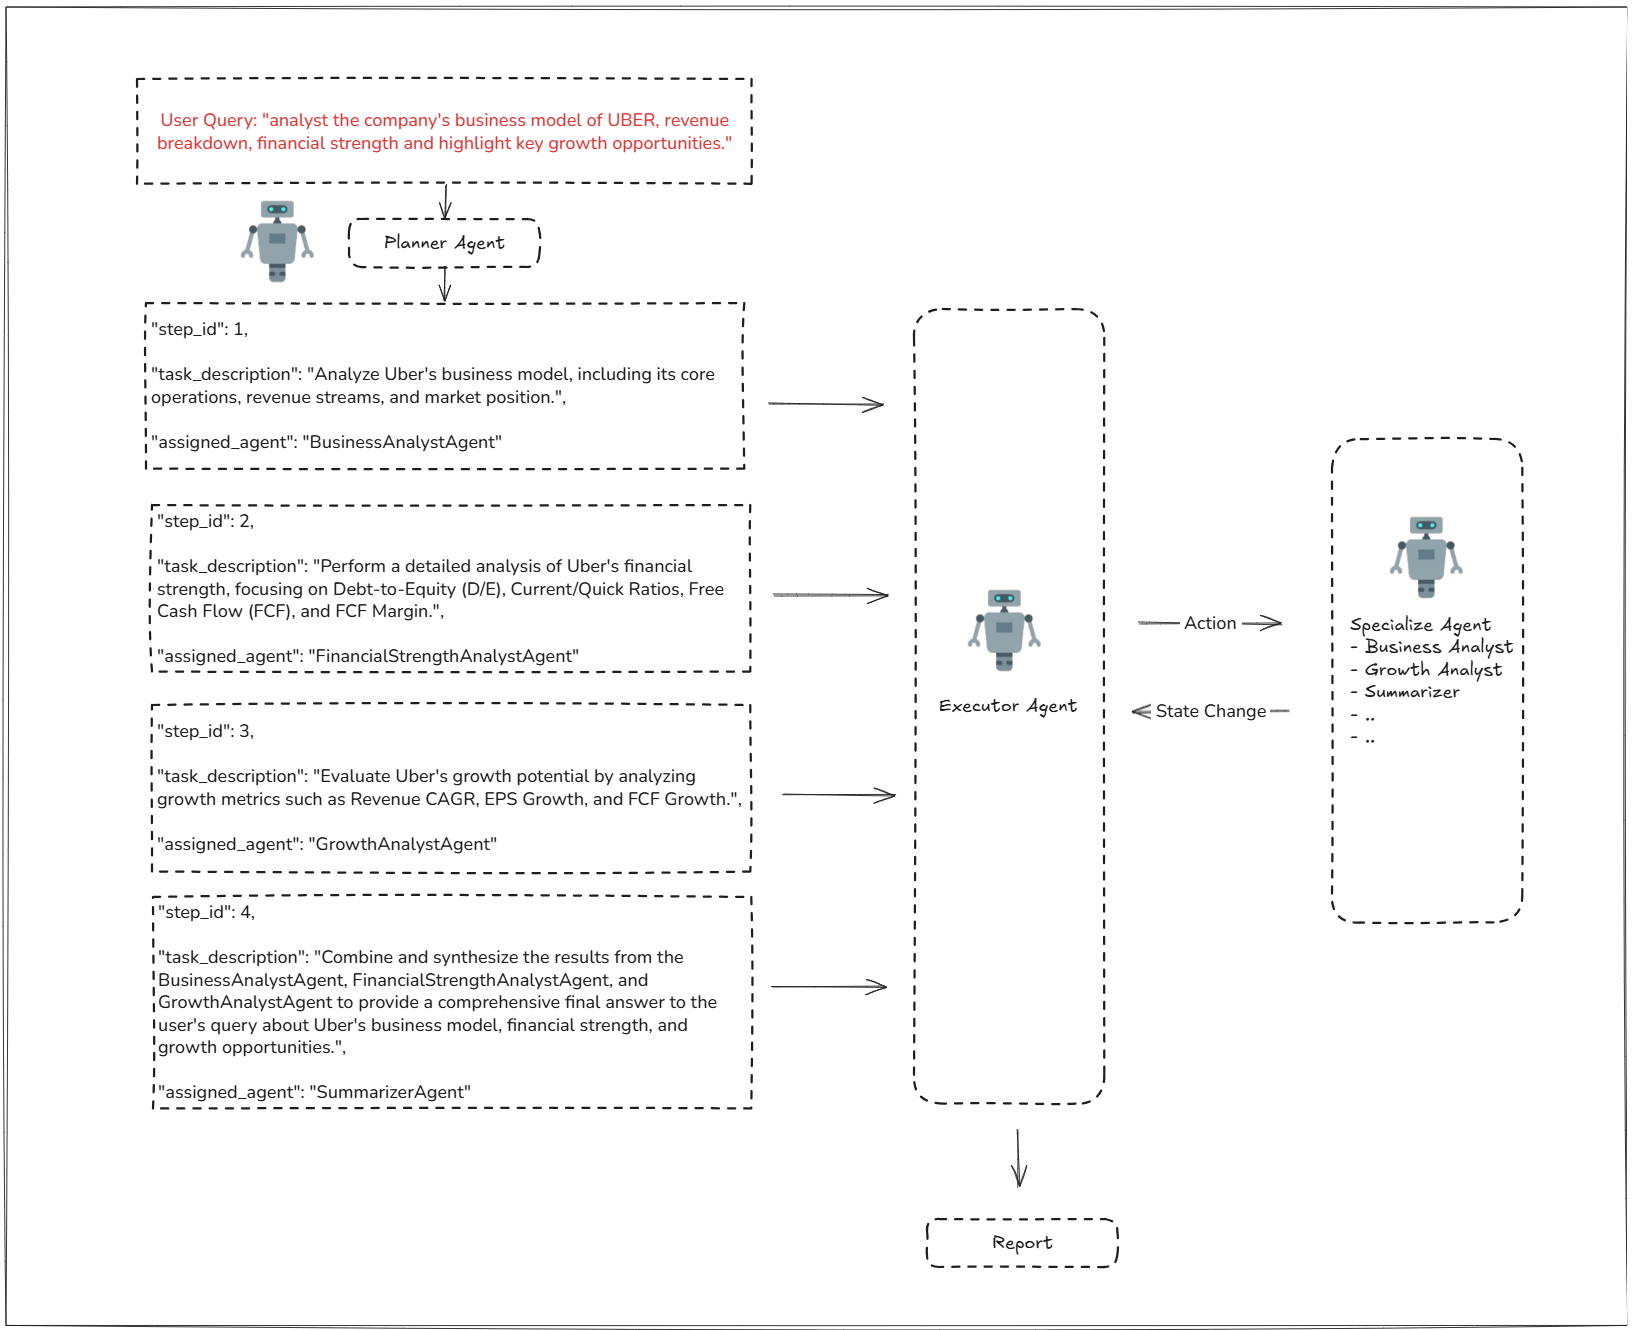 User Query: "analyst the company's business model of UBER, revenue
breakdown, financial strength and highlight key growth opportunities."
Planner Agent
"step_id": 1,
"task_description": "Analyze Uber's business model, including its core
operations, revenue streams, and market position.",
"assigned_agent": "BusinessAnalystAgent"
"step_id": 2,
"task_description": "Perform a detailed analysis of Uber's financial
strength, focusing on Debt-to-Equity (D/E), Current/Quick Ratios, Free
Cash Flow (FCF), and FCF Margin.",
"assigned_agent": "FinancialStrengthAnalystAgent"
"step_id": 3,
"task_description": "Evaluate Uber's growth potential by analyzing
growth metrics such as Revenue CAGR, EPS Growth, and FCF Growth.",
"assigned_agent": "GrowthAnalystAgent"
"step_id": 4,
"task_description": "Combine and synthesize the results from the
BusinessAnalystAgent, FinancialStrengthAnalystAgent, and
GrowthAnalystAgent to provide a comprehensive final answer to the
user's query about Uber's business model, financial strength, and
growth opportunities.",
"assigned_agent": "SummarizerAgent"
Executor Agent
Action
State Change
Specialize Agent
- Business Analyst
- Growth Analyst
- Summarizer
- ..
- ..
Report